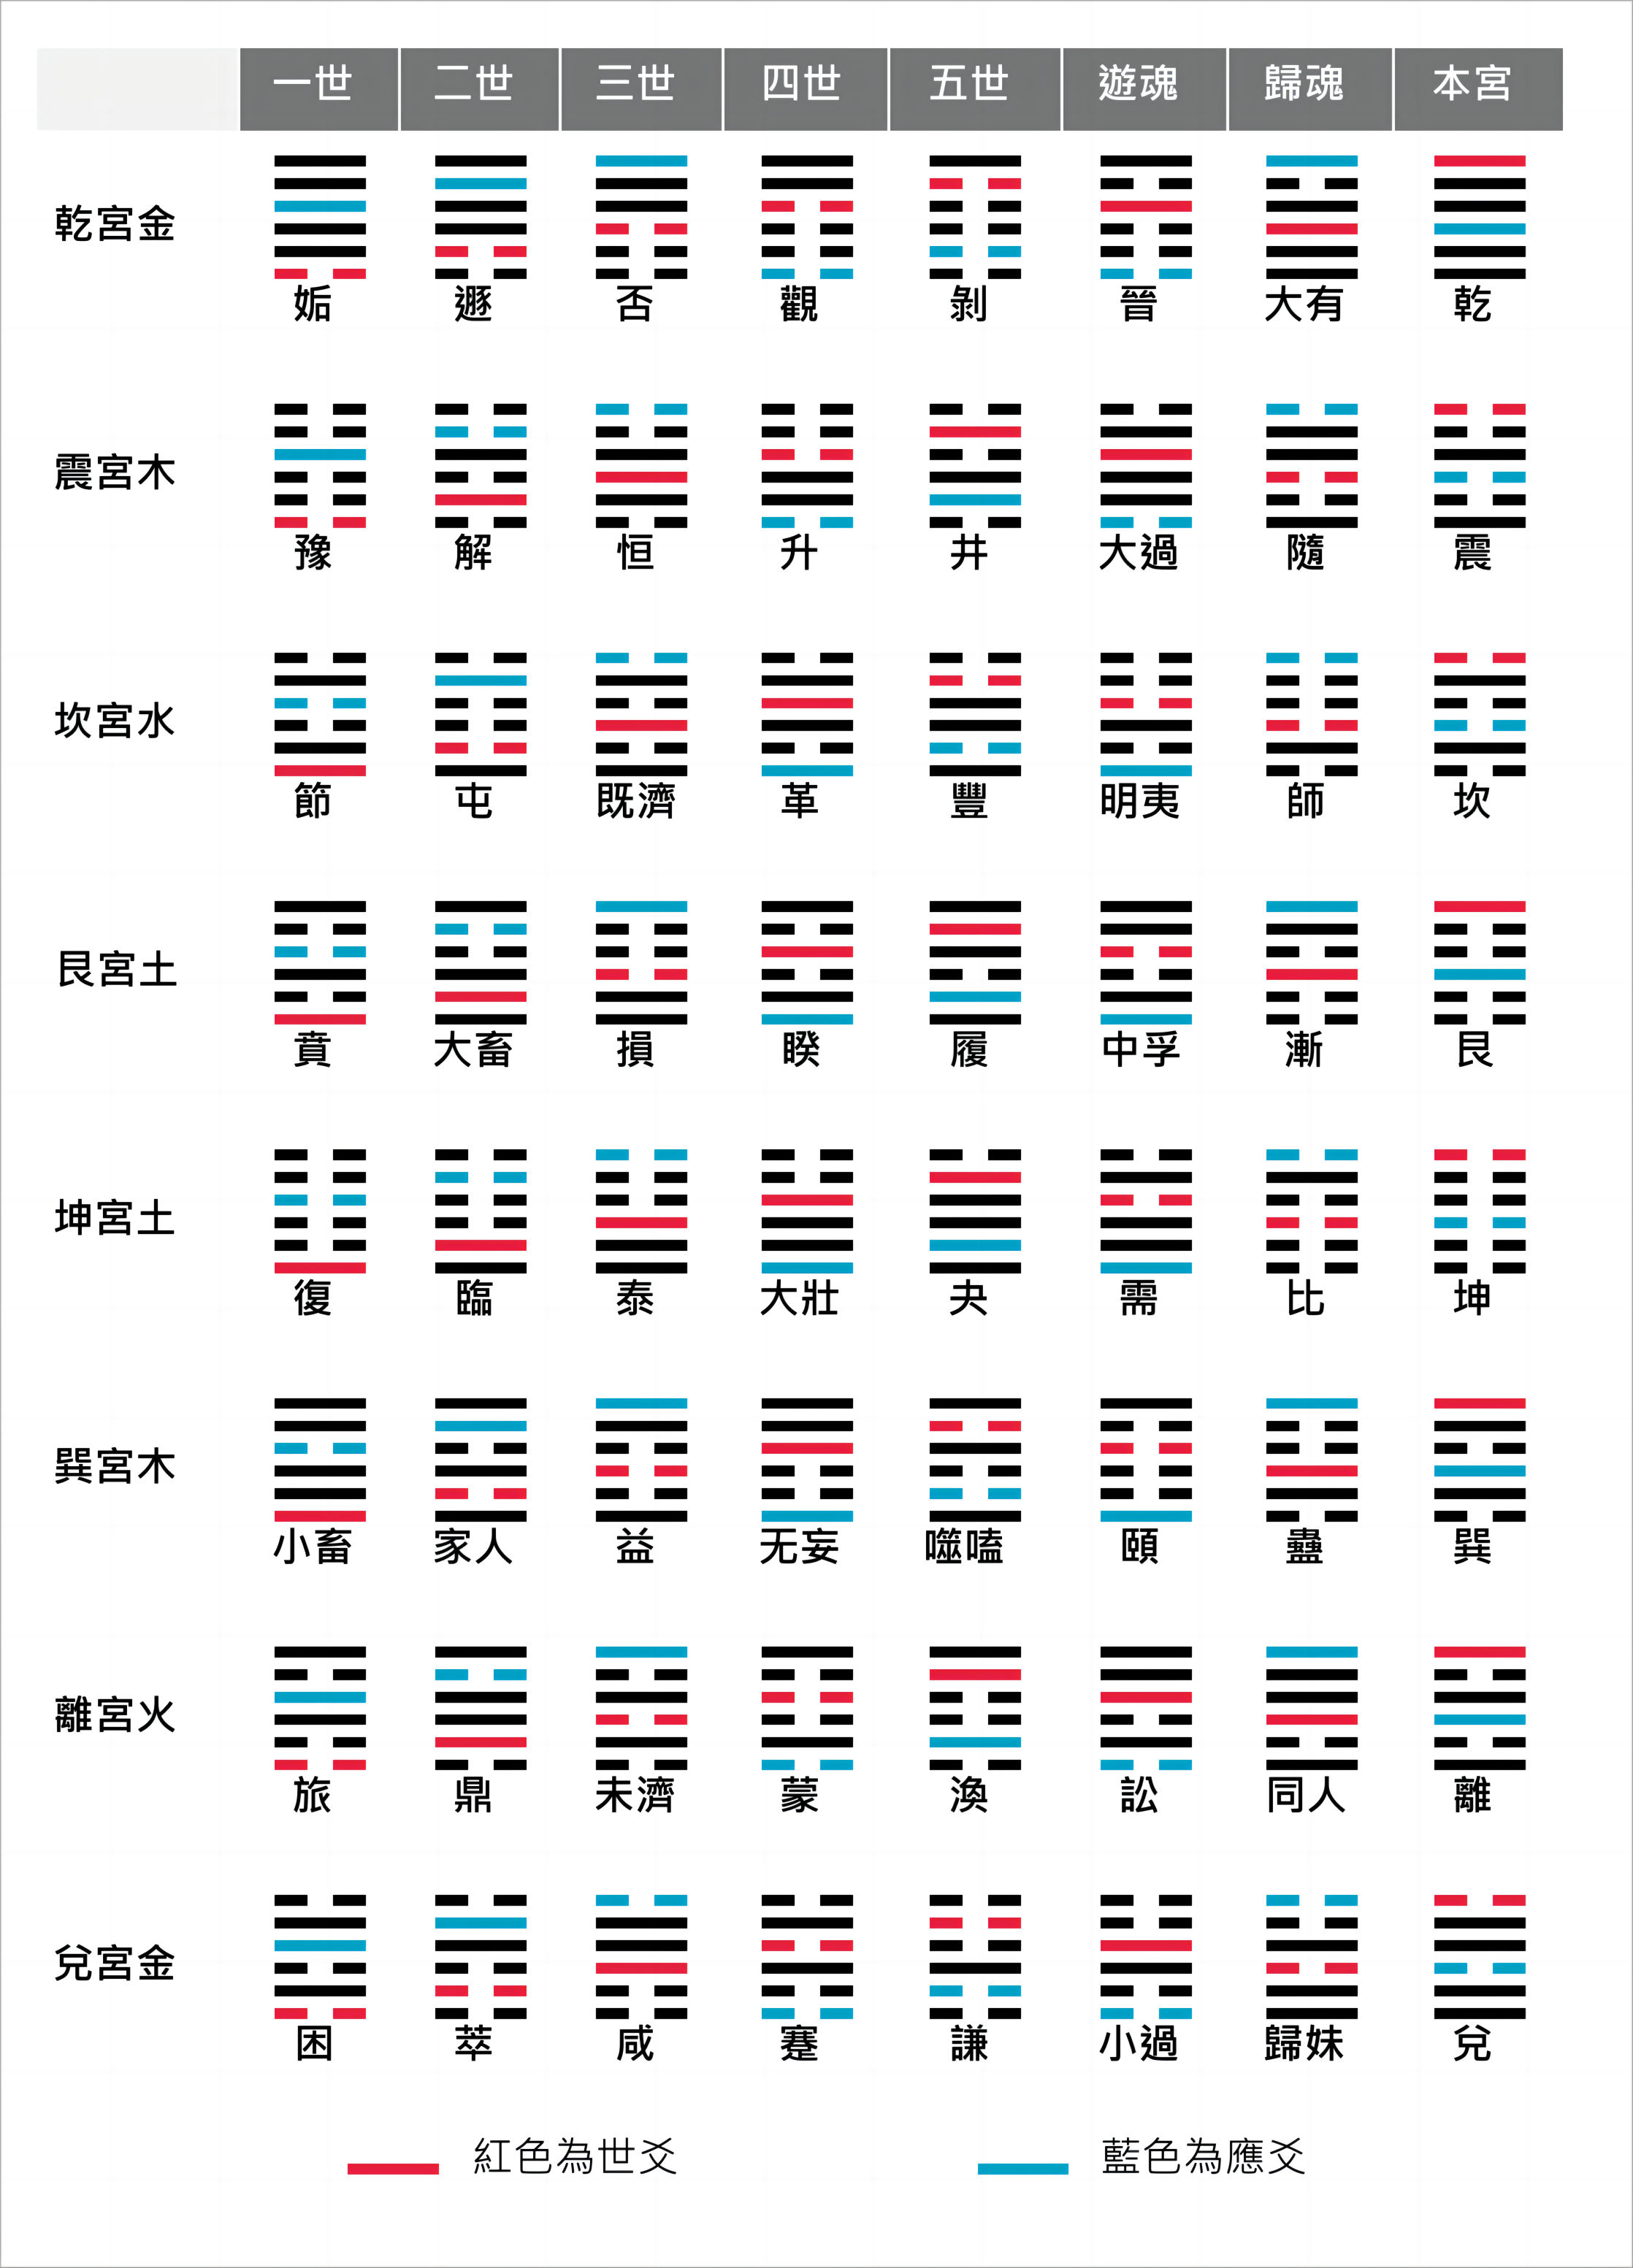 一世 二世 三世 四世 五世 遊魂 歸魂 本宮
乾宮金
姤 遯 否 觀 剝 晉 大有 乾
震宮木
豫 解 恒 升 井 大過 隨 震
坎宮水
節 屯 既濟 革 豐 明夷 師 坎
艮宮土
賁 大畜 損 睽 履 中孚 漸 艮
坤宮土
復 臨 泰 大壯 夬 需 比 坤
巽宮木
小畜 家人 益 无妄 噬嗑 頤 蠱 巽
離宮火
旅 鼎 未濟 蒙 渙 訟 同人 離
兌宮金
困 萃 咸 蹇 謙 小過 歸妹 兌
紅色為世爻 藍色為應爻